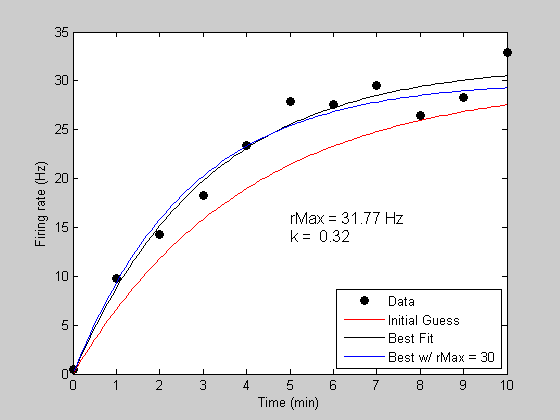 35
30
25
20
15
10
5
0
Firing rate (Hz)
rMax = 31.77 Hz
k =  0.32
Data
Initial Guess
Best Fit
Best w/ rMax = 30
0 1 2 3 4 5 6 7 8 9 10
Time (min)